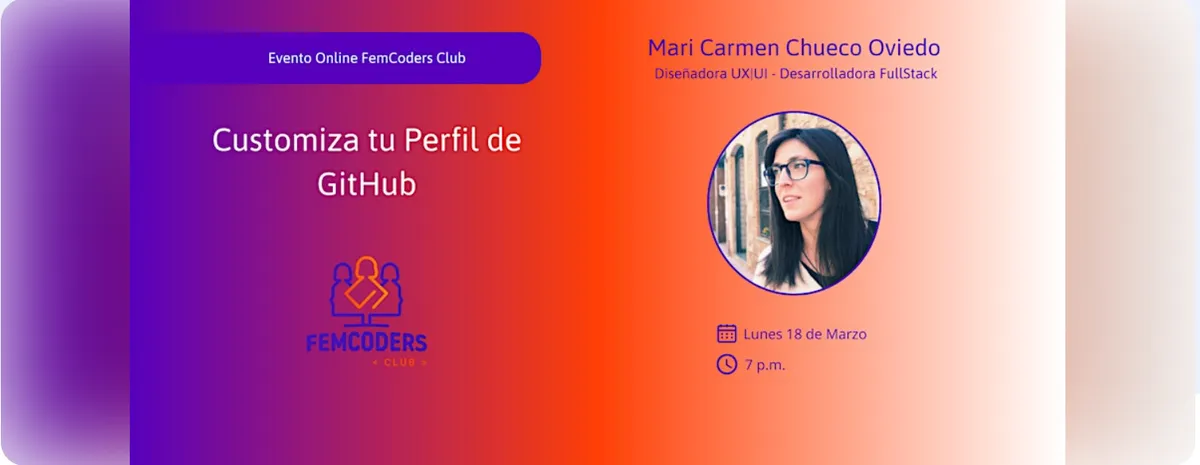 Evento Online FemCoders Club
Customiza tu Perfil de
GitHub
FEMCODERS
< CLUB >
Mari Carmen Chueco Oviedo
Diseñadora UX|UI - Desarrolladora FullStack
Lunes 18 de Marzo
7 p.m.